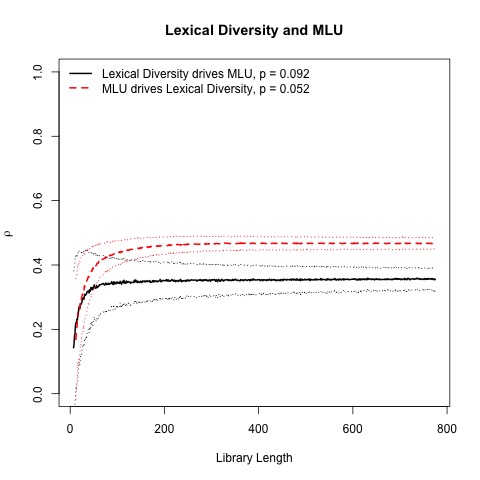 Lexical Diversity and MLU
Lexical Diversity drives MLU, p = 0.092
MLU drives Lexical Diversity, p = 0.052
1.0
0.8
0.6
ρ
0.4
0.2
0.0
0 200 400 600 800
Library Length